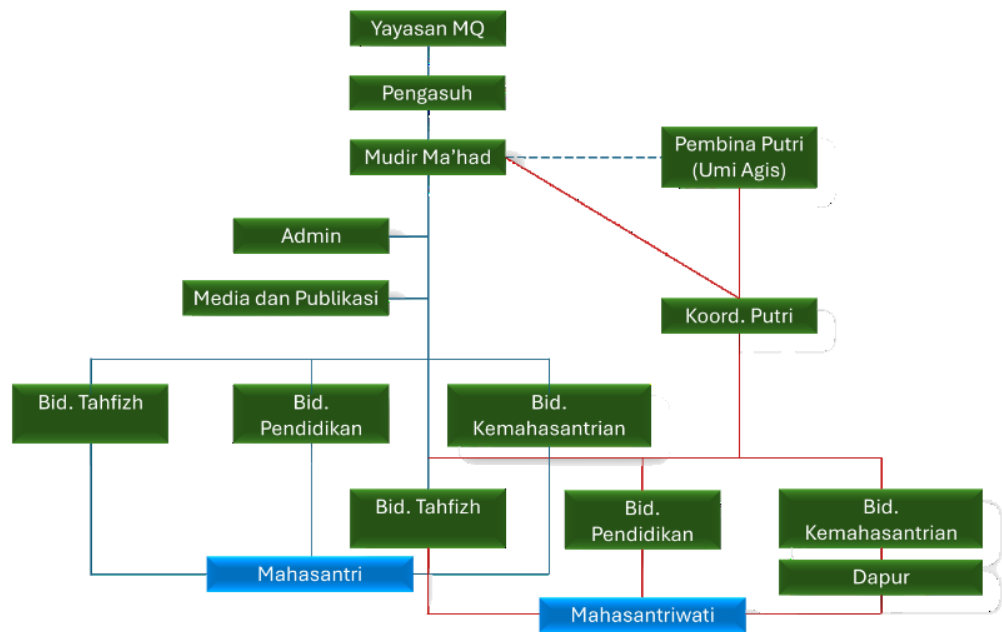 Yayasan MQ
Pengasuh
Mudir Ma'had
Pembina Putri
(Umi Agis)
Admin
Media dan Publikasi
Koord. Putri
Bid. Tahfizh
Bid.
Pendidikan
Bid.
Kemahasantrian
Bid. Tahfizh
Bid.
Pendidikan
Bid.
Kemahasantrian
Mahasantri
Dapur
Mahasantriwati